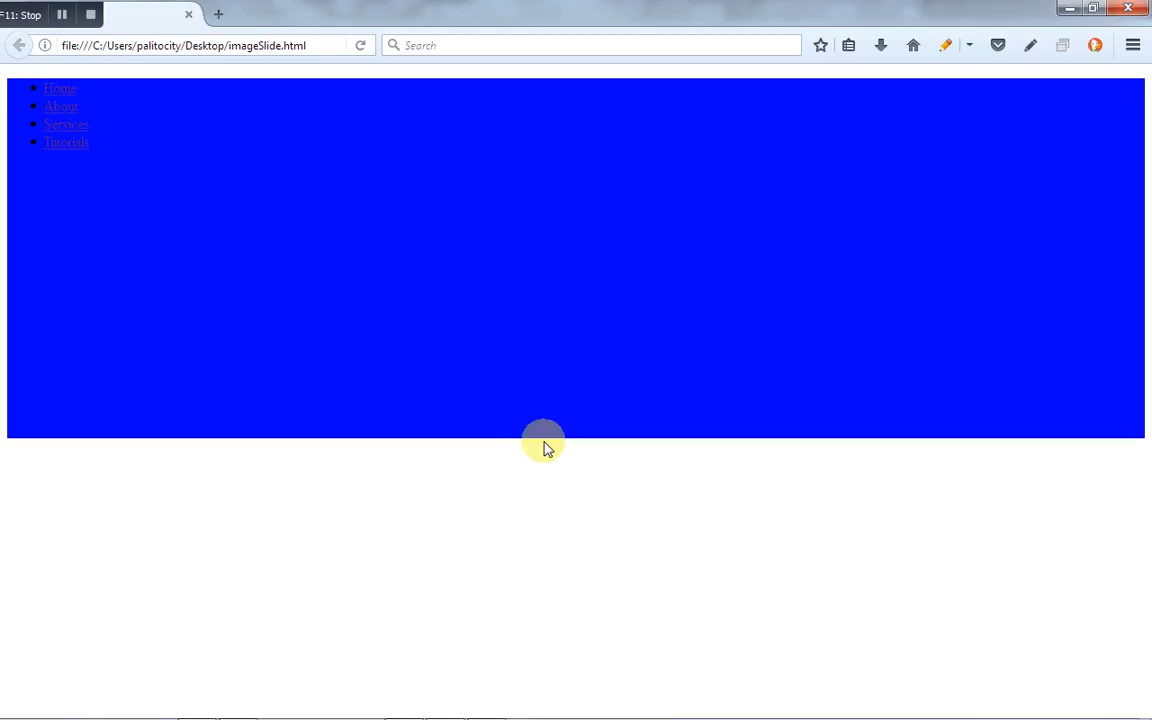 F11: Stop
file:///C:/Users/palitocity/Desktop/imageSlide.html
Search
Home
About
Services
Tutorials